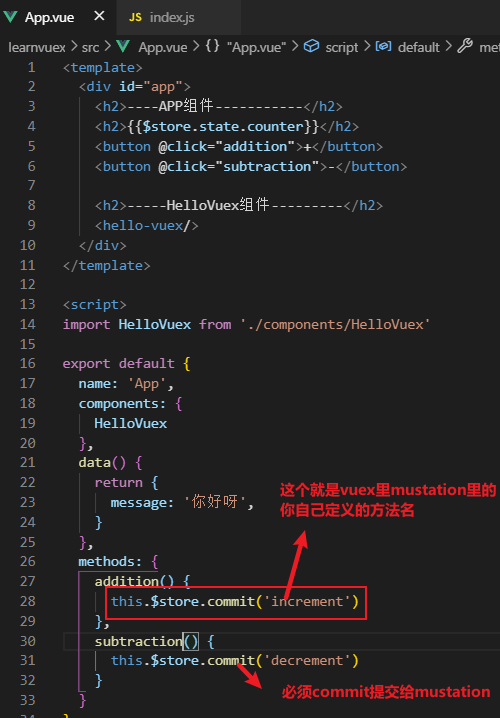 App.vue × JS index.js
learnvuex > src > App.vue > {} "App.vue" > script > default > met
1 <template>
2 <div id="app">
3 <h2>----APP组件-----------</h2>
4 <h2>{{$store.state.counter}}</h2>
5 <button @click="addition">+</button>
6 <button @click="subtraction">-</button>
7
8 <h2>-----HelloVuex组件---------</h2>
9 <hello-vuex/>
10 </div>
11 </template>
12
13 <script>
14 import HelloVuex from './components/HelloVuex'
15
16 export default {
17 name: 'App',
18 components: {
19 HelloVuex
20 },
21 data() {
22 return {
这个就是vuex里mustation里的
23 message: '你好呀',
你自己定义的方法名
24 }
25 },
26 methods: {
27 addition() {
28 this.$store.commit('increment')
29 },
30 subtraction() {
31 this.$store.commit('decrement')
32 }
必须commit提交给mustation
33 }